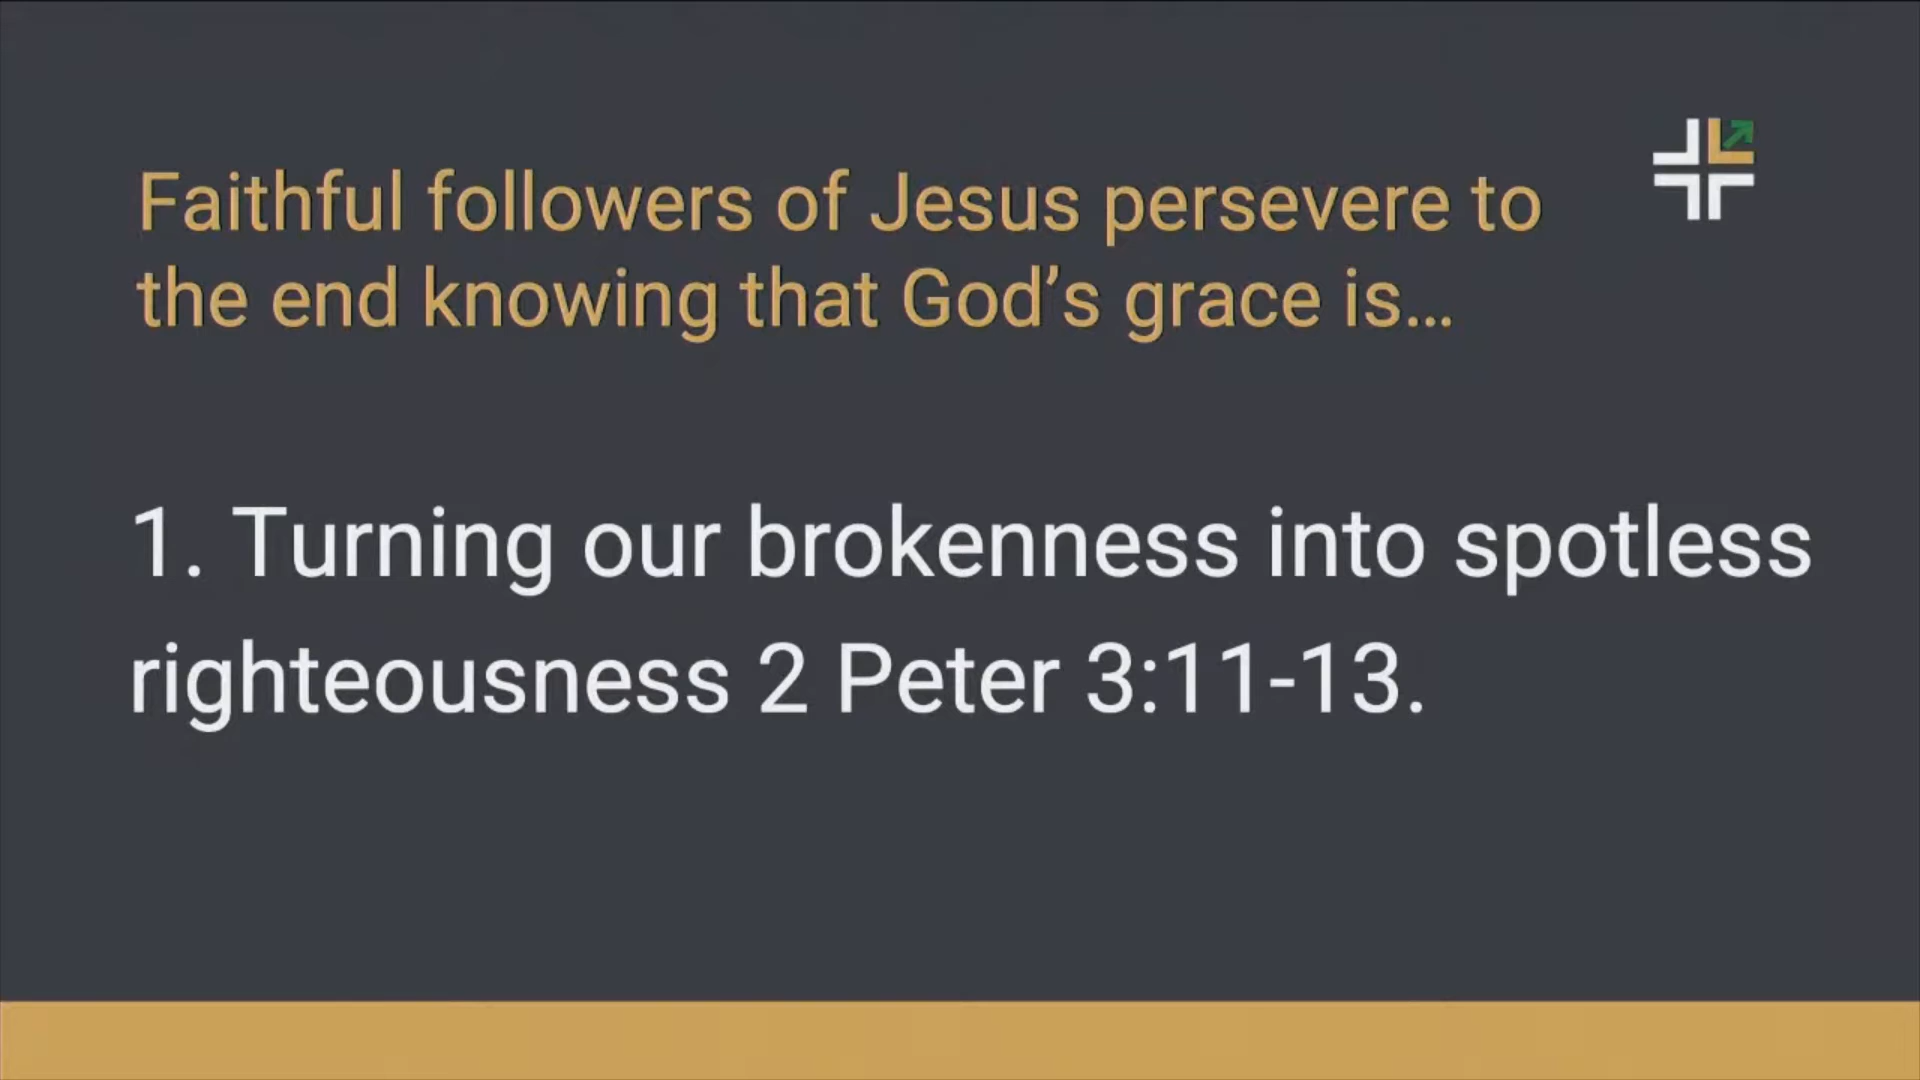 Faithful followers of Jesus persevere to
the end knowing that God’s grace is...
1. Turning our brokenness into spotless
righteousness 2 Peter 3:11-13.